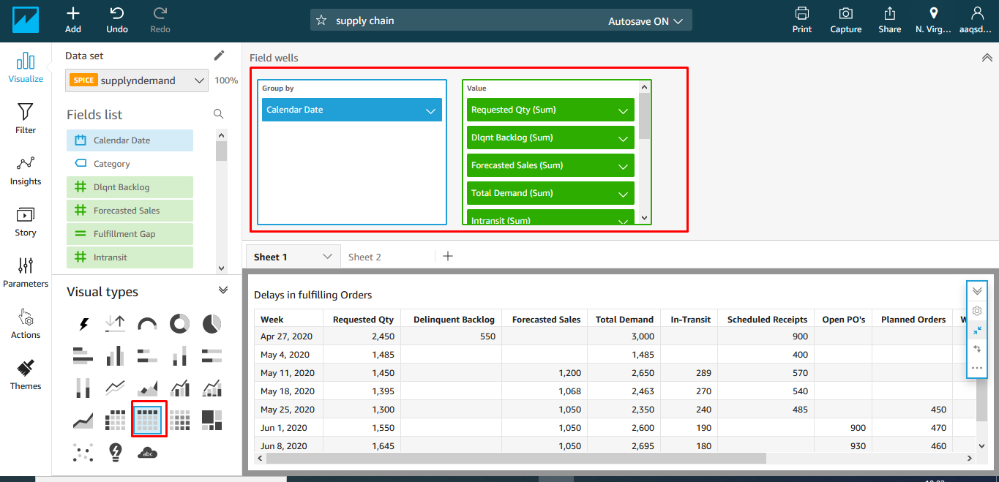 Add
Undo
Redo
supply chain
Autosave ON
Print
Capture
Share
N. Virg...
aaqsd...
Visualize
Filter
Insights
Story
Parameters
Actions
Themes
Data set
SPICE supplyndemand 100%
Fields list
Calendar Date
Category
Dlqnt Backlog
Forecasted Sales
Fulfillment Gap
Intransit
Visual types
abc
Field wells
Group by
Calendar Date
Value
Requested Qty (Sum)
Dlqnt Backlog (Sum)
Forecasted Sales (Sum)
Total Demand (Sum)
Intransit (Sum)
Sheet 1
Sheet 2
Delays in fulfilling Orders
Week Requested Qty Delinquent Backlog Forecasted Sales Total Demand In-Transit Scheduled Receipts Open PO's Planned Orders
Apr 27, 2020 2,450 550 3,000 900
May 4, 2020 1,485 1,485 400
May 11, 2020 1,450 1,200 2,650 289 570
May 18, 2020 1,395 1,068 2,463 270 540
May 25, 2020 1,300 1,050 2,350 240 485 450
Jun 1, 2020 1,550 1,050 2,600 190 900 470
Jun 8, 2020 1,645 1,050 2,695 180 930 460